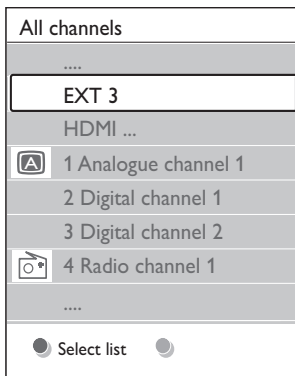 All channels
....
EXT 3
HDMI ...
A 1 Analogue channel 1
2 Digital channel 1
3 Digital channel 2
4 Radio channel 1
....
Select list